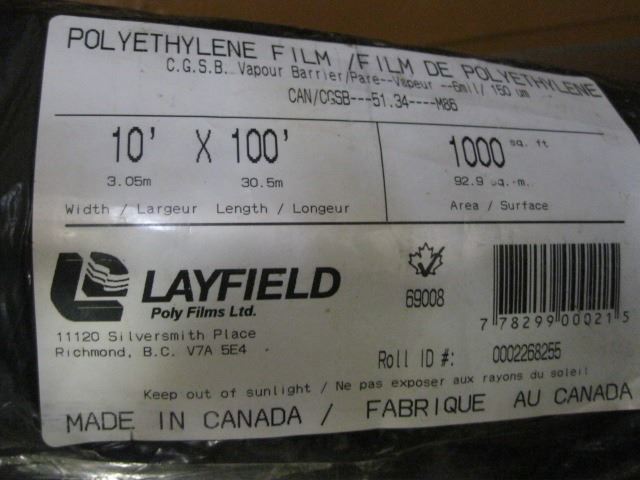 POLYETHYLENE FILM / FILM DE POLYETHYLENE
C.G.S.B. Vapour Barrier/Pare--Vapeur --6mil/ 150 um
CAN/CGSB---51.34----M86
10' X 100'
3.05m 30.5m
Width / Largeur Length / Longeur
1000 sq. ft
92.9 sq.-m.
Area / Surface
LAYFIELD
Poly Films Ltd.
11120 Silversmith Place
Richmond, B.C. V7A 5E4
69008
7 78299 00021 5
Roll ID #: 0002268255
Keep out of sunlight / Ne pas exposer aux rayons du soleil
MADE IN CANADA / FABRIQUE AU CANADA